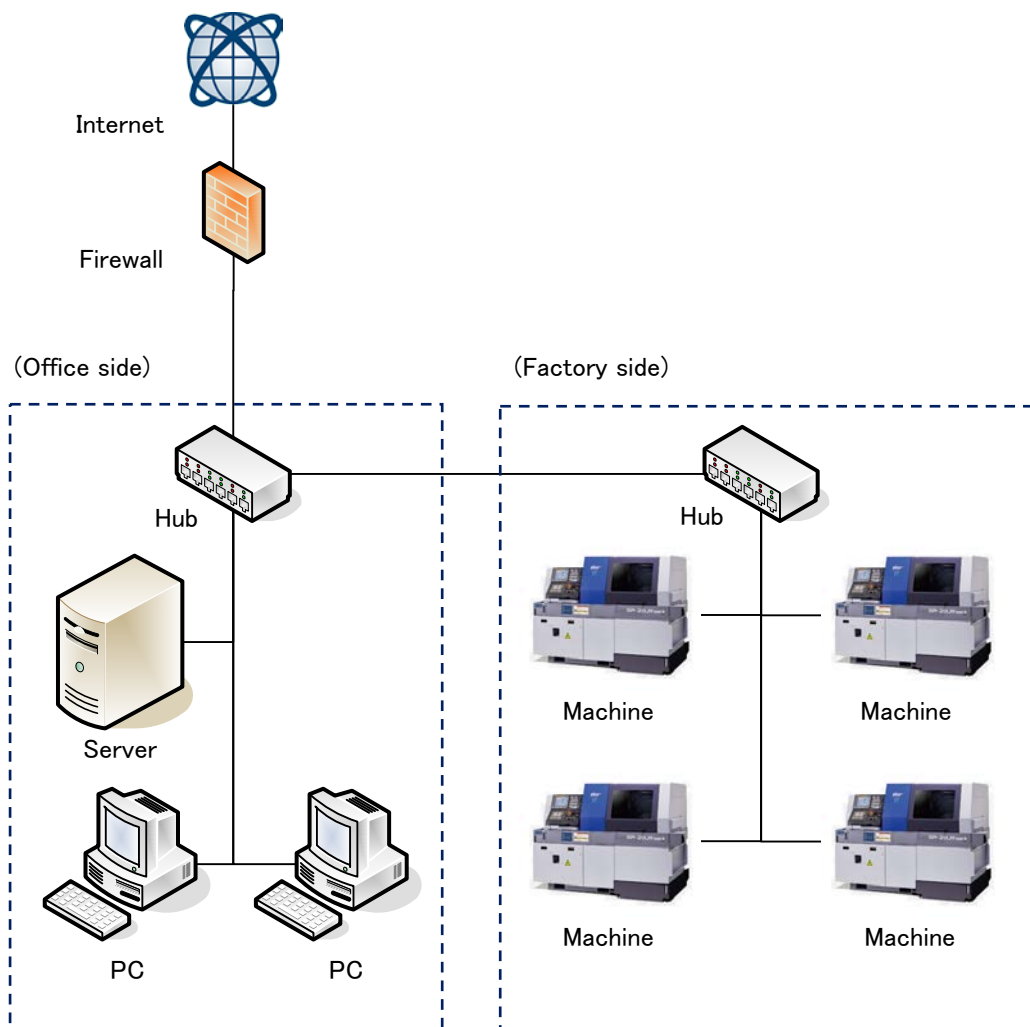 Internet
Firewall
(Office side)
(Factory side)
Hub
Hub
Server
Machine
Machine
PC
PC
Machine
Machine